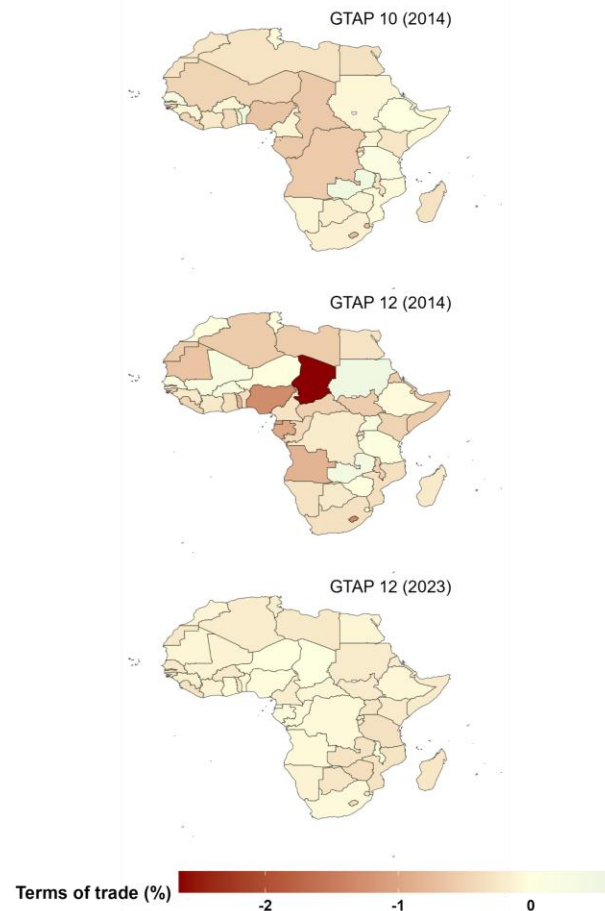 GTAP 10 (2014)
GTAP 12 (2014)
GTAP 12 (2023)
Terms of trade (%)
-2 -1 0